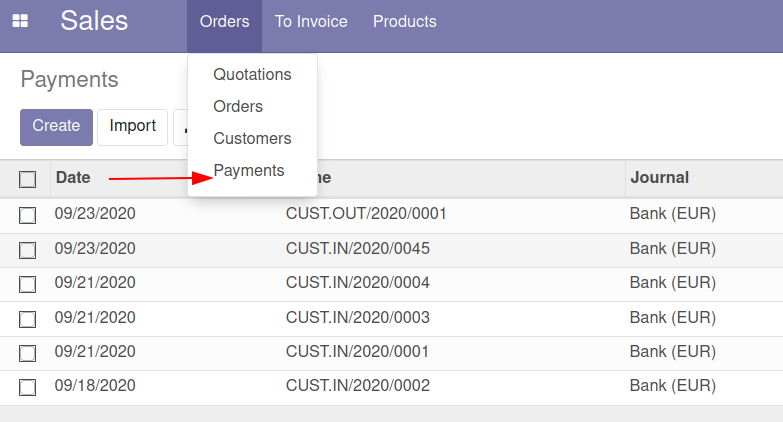 Sales Orders To Invoice Products
Quotations
Payments
Orders
Create Import
Customers
Payments
Date Journal
09/23/2020 CUST.OUT/2020/0001 Bank (EUR)
09/23/2020 CUST.IN/2020/0045 Bank (EUR)
09/21/2020 CUST.IN/2020/0004 Bank (EUR)
09/21/2020 CUST.IN/2020/0003 Bank (EUR)
09/21/2020 CUST.IN/2020/0001 Bank (EUR)
09/18/2020 CUST.IN/2020/0002 Bank (EUR)